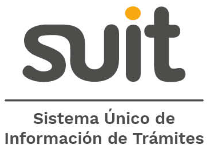 suit
Sistema Único de
Información de Trámites